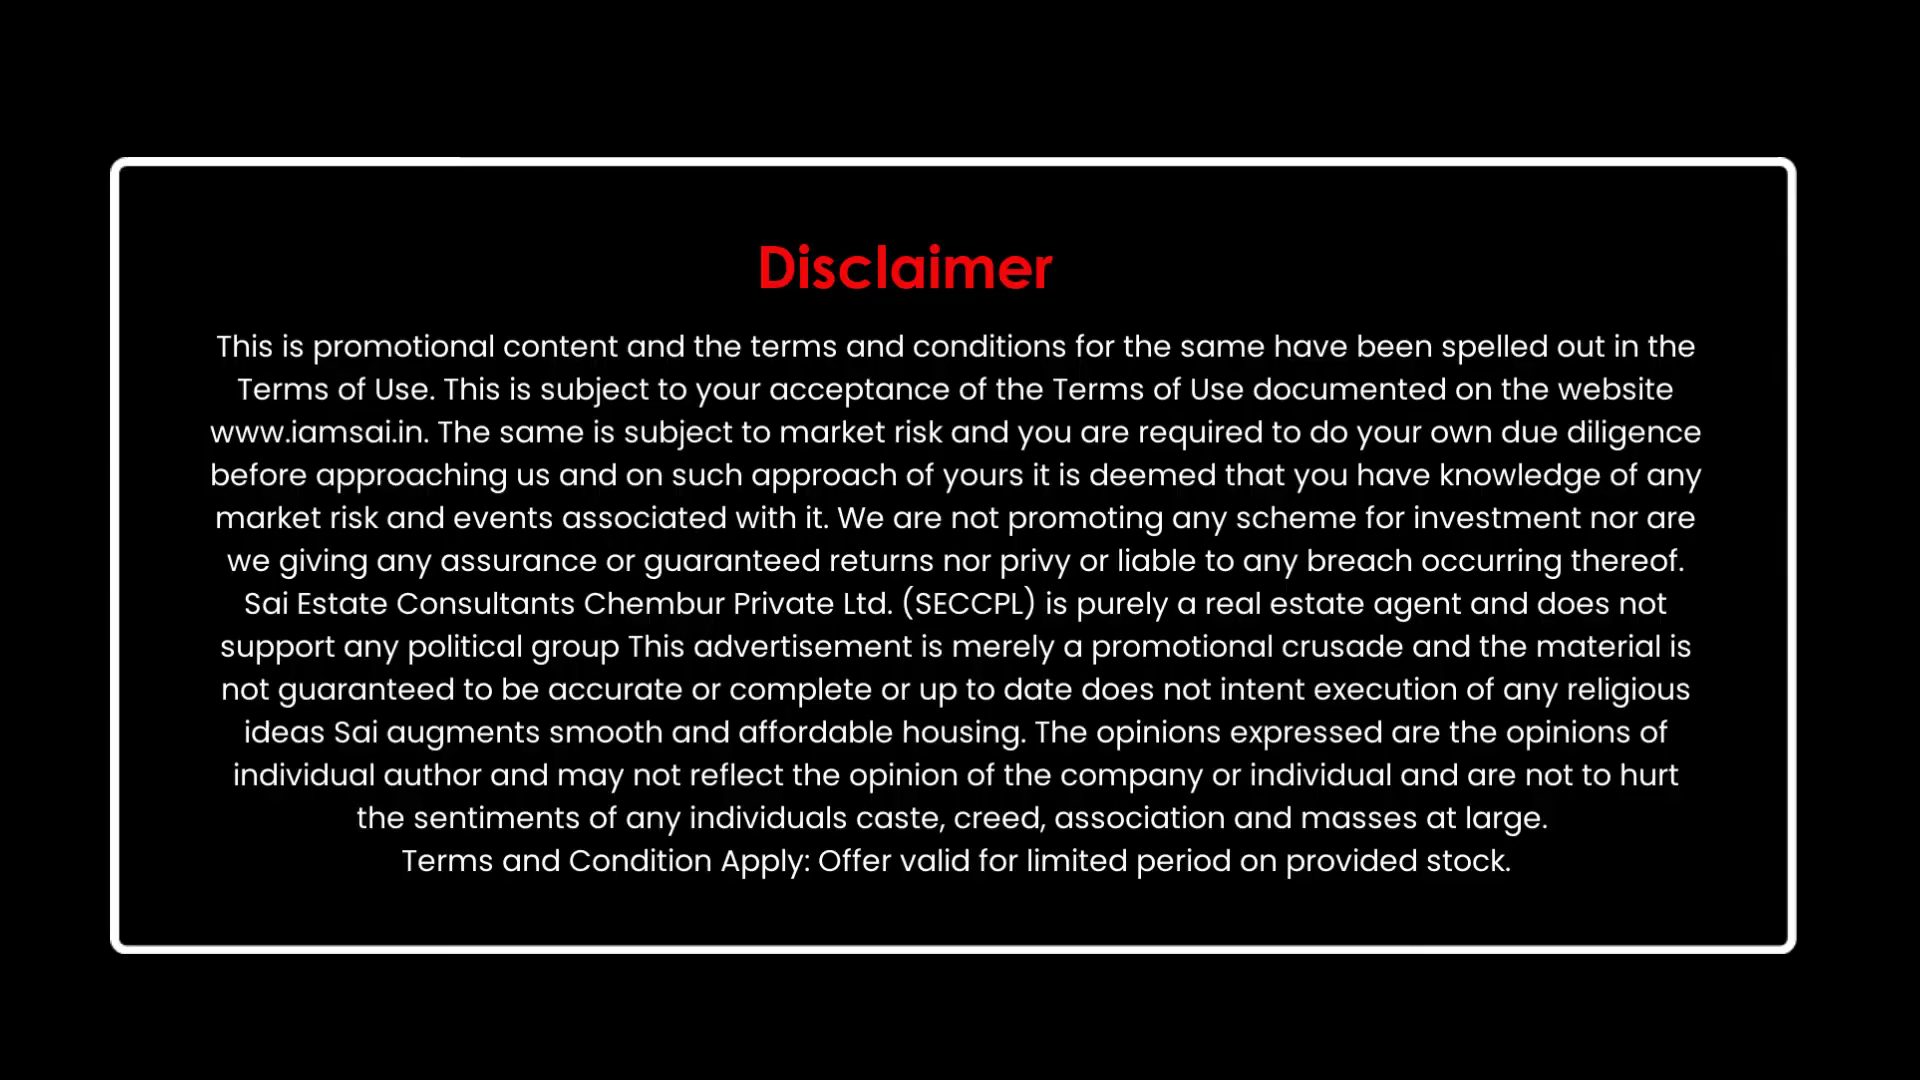 Disclaimer
This is promotional content and the terms and conditions for the same have been spelled out in the
Terms of Use. This is subject to your acceptance of the Terms of Use documented on the website
www.iamsai.in. The same is subject to market risk and you are required to do your own due diligence
before approaching us and on such approach of yours it is deemed that you have knowledge of any
market risk and events associated with it. We are not promoting any scheme for investment nor are
we giving any assurance or guaranteed returns nor privy or liable to any breach occurring thereof.
Sai Estate Consultants Chembur Private Ltd. (SECCPL) is purely a real estate agent and does not
support any political group This advertisement is merely a promotional crusade and the material is
not guaranteed to be accurate or complete or up to date does not intent execution of any religious
ideas Sai augments smooth and affordable housing. The opinions expressed are the opinions of
individual author and may not reflect the opinion of the company or individual and are not to hurt
the sentiments of any individuals caste, creed, association and masses at large.
Terms and Condition Apply: Offer valid for limited period on provided stock.